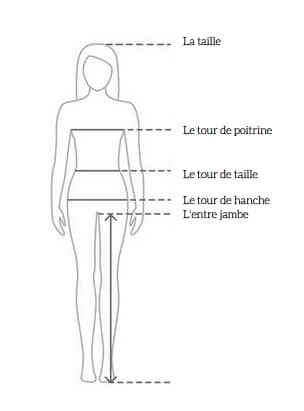 La taille
Le tour de poitrine
Le tour de taille
Le tour de hanche
L'entre jambe